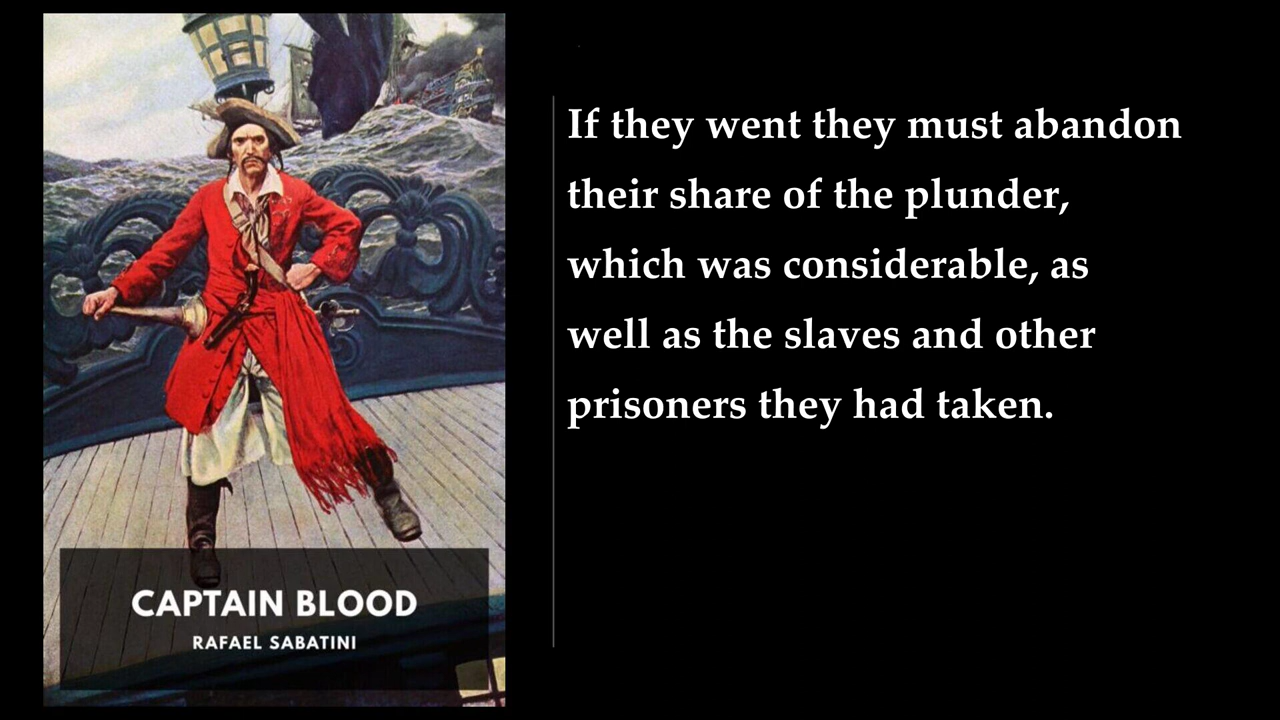 If they went they must abandon
their share of the plunder,
which was considerable, as
well as the slaves and other
prisoners they had taken.
CAPTAIN BLOOD
RAFAEL SABATINI